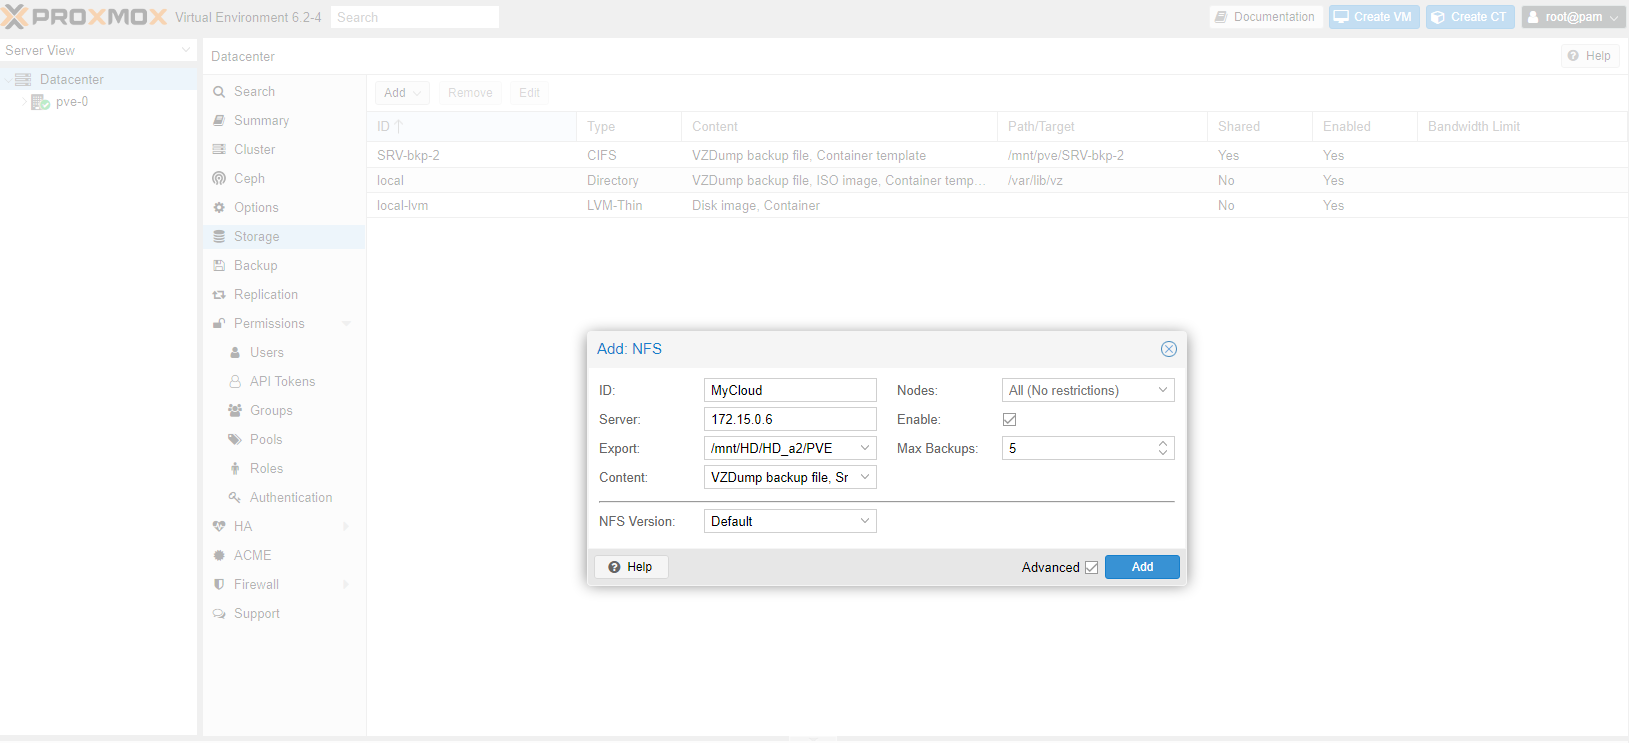 PROXMOX Virtual Environment 6.2-4 Search Documentation Create VM Create CT root@pam
Server View
Datacenter
pve-0
Datacenter Help
Search
Summary
Cluster
Ceph
Options
Storage
Backup
Replication
Permissions
Users
API Tokens
Groups
Pools
Roles
Authentication
HA
ACME
Firewall
Support
Add Remove Edit
ID Type Content Path/Target Shared Enabled Bandwidth Limit
SRV-bkp-2 CIFS VZDump backup file, Container template /mnt/pve/SRV-bkp-2 Yes Yes
local Directory VZDump backup file, ISO image, Container temp... /var/lib/vz No Yes
local-lvm LVM-Thin Disk image, Container No Yes
Add: NFS
ID: MyCloud Nodes: All (No restrictions)
Server: 172.15.0.6 Enable:
Export: /mnt/HD/HD_a2/PVE Max Backups: 5
Content: VZDump backup file, Sr
NFS Version: Default
Help Advanced Add